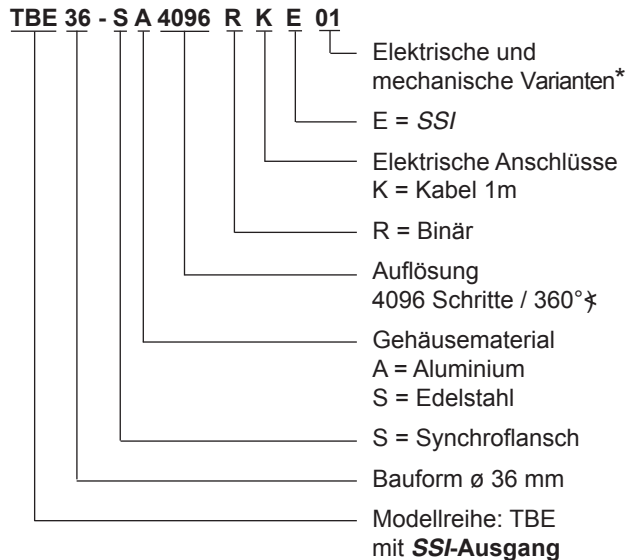 TBE 36 - S A 4096 R K E 01
Elektrische und
mechanische Varianten*
E = SSI
Elektrische Anschlüsse
K = Kabel 1m
R = Binär
Auflösung
4096 Schritte / 360°∢
Gehäusematerial
A = Aluminium
S = Edelstahl
S = Synchroflansch
Bauform ø 36 mm
Modellreihe: TBE
mit SSI-Ausgang